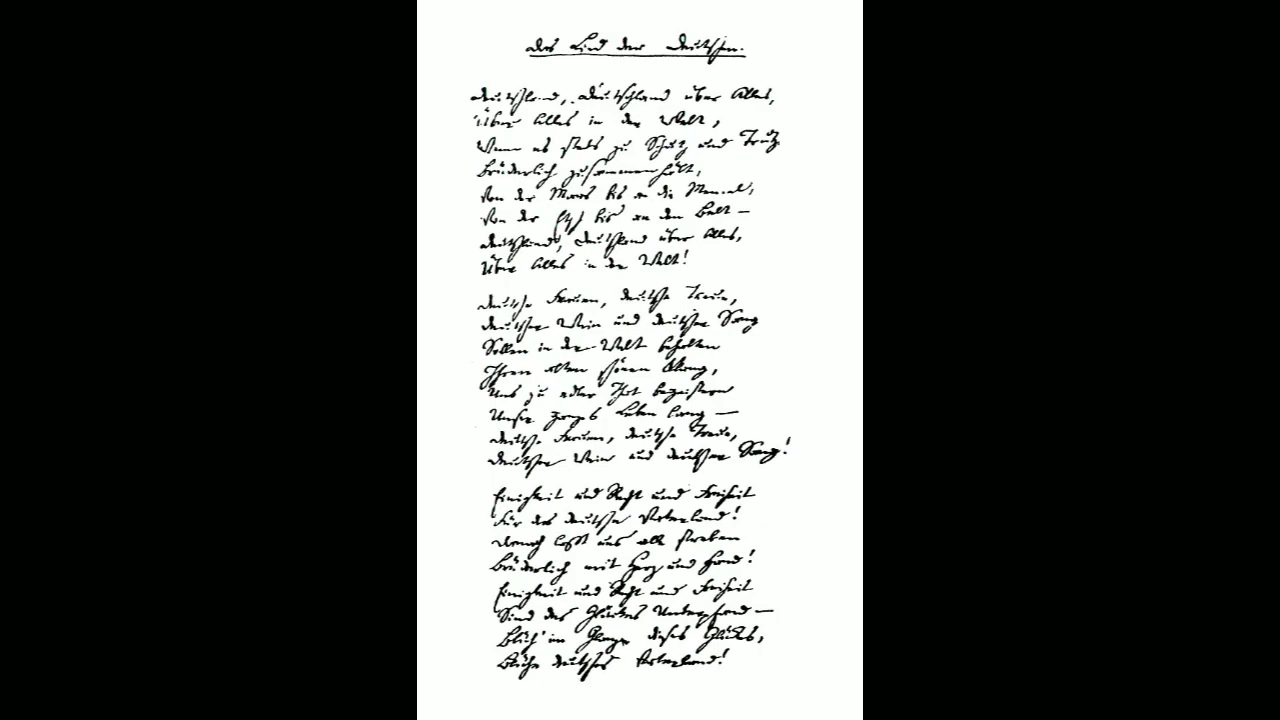 Das Lied der Deutschen.
Deutschland, Deutschland über Alles,
Über Alles in der Welt,
Wenn es stets zu Schutz und Trutz
Brüderlich zusammenhält,
Von der Maas bis an die Memel,
Von der Etsch bis an den Belt –
Deutschland, Deutschland über Alles,
Über Alles in der Welt!
Deutsche Frauen, deutsche Treue,
Deutscher Wein und deutscher Sang
Sollen in der Welt behalten
Ihren alten schönen Klang,
Uns zu edler That begeistern
Unser ganzes Leben lang –
Deutsche Frauen, deutsche Treue,
Deutscher Wein und deutscher Sang!
Einigkeit und Recht und Freiheit
Für das deutsche Vaterland!
Danach laßt uns alle streben
Brüderlich mit Herz und Hand!
Einigkeit und Recht und Freiheit
Sind des Glückes Unterpfand –
Blüh' im Glanze dieses Glückes,
Blühe deutsches Vaterland!